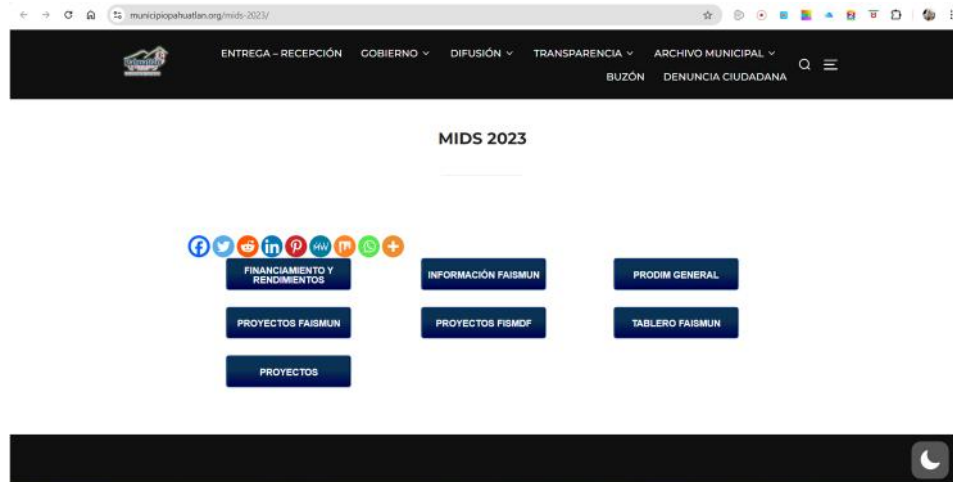 municipiopahuatlan.org/mids-2023/
ENTREGA – RECEPCIÓN GOBIERNO DIFUSIÓN TRANSPARENCIA ARCHIVO MUNICIPAL
BUZÓN DENUNCIA CIUDADANA
MIDS 2023
FINANCIAMIENTO Y
RENDIMIENTOS
INFORMACIÓN FAISMUN
PRODIM GENERAL
PROYECTOS FAISMUN
PROYECTOS FISMDF
TABLERO FAISMUN
PROYECTOS